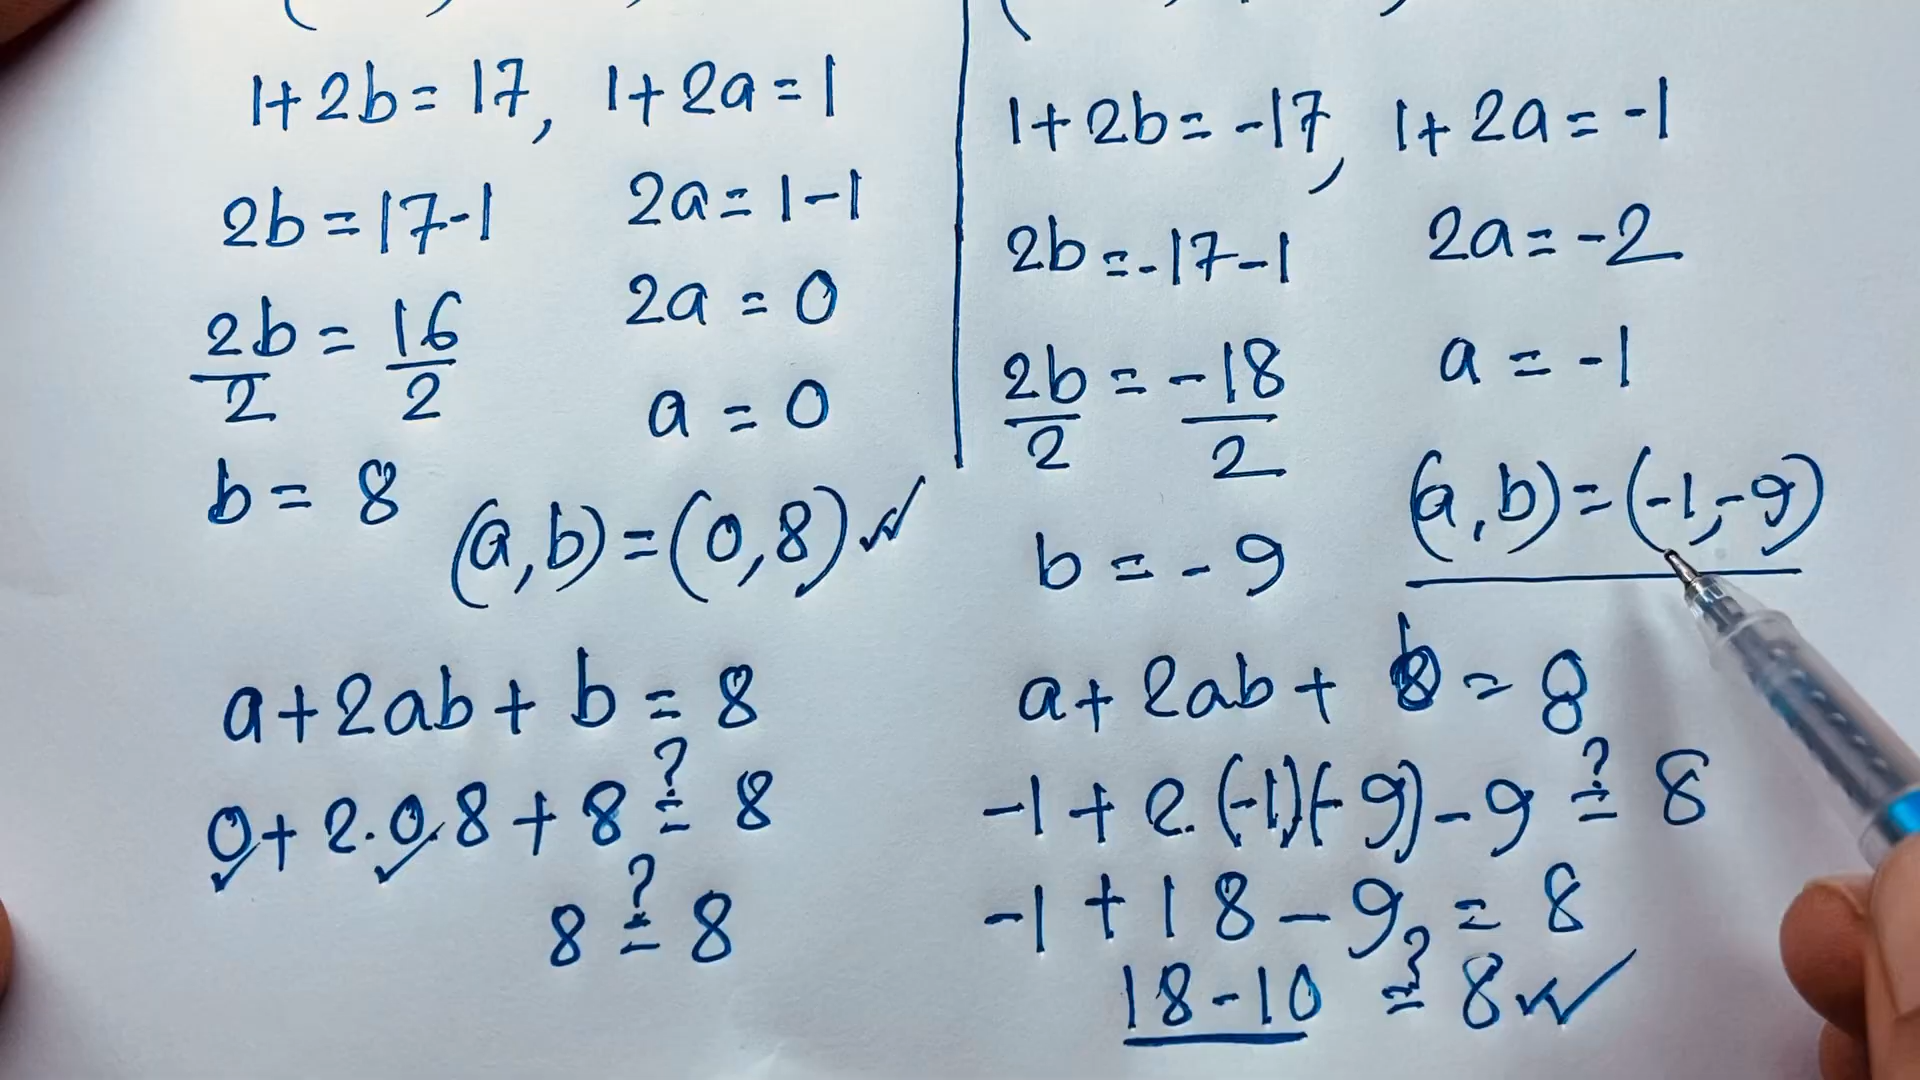 1+2b=17, 1+2a=1
2b=17-1
2a=1-1
2b/2=16/2
2a=0
a=0
b=8
(a,b)=(0,8)
a+2ab+b=8
0+2.0.8+8?=8
8?=8
1+2b=-17, 1+2a=-1
2b=-17-1
2a=-2
2b/2=-18/2
a=-1
b=-9
(a,b)=(-1,-9)
a+2ab+b=8
-1+2.(-1)(-9)-9?=8
-1+18-9=8
18-10?=8